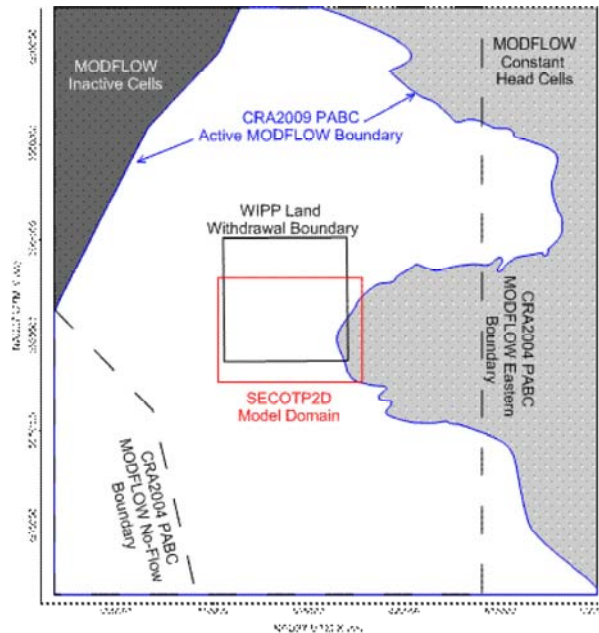 MODFLOW
Inactive Cells
MODFLOW
Constant
Head Cells
CRA2009 PABC
Active MODFLOW Boundary
WIPP Land
Withdrawal Boundary
SECOTP2D
Model Domain
CRA2004 PABC
MODFLOW Eastern
Boundary
CRA2004 PABC
MODFLOW No-Flow
Boundary